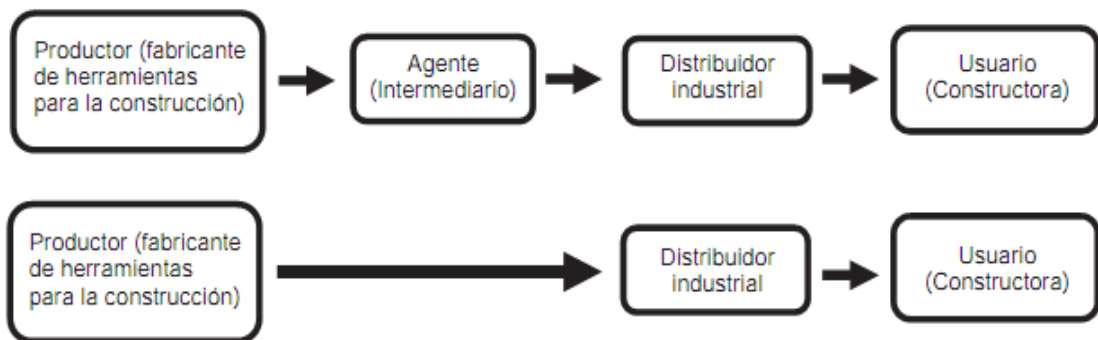 Productor (fabricante
de herramientas
para la construcción)
Agente
(Intermediario)
Distribuidor
industrial
Usuario
(Constructora)
Productor (fabricante
de herramientas
para la construcción)
Distribuidor
industrial
Usuario
(Constructora)